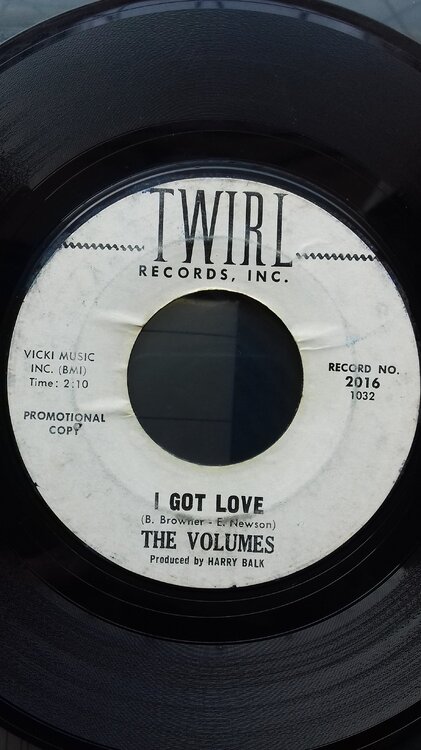 TWIRL
RECORDS, INC.
VICKI MUSIC
INC. (BMI)
Time: 2:10
PROMOTIONAL
COPY
RECORD NO.
2016
1032
I GOT LOVE
(B. Browner - E. Newson)
THE VOLUMES
Produced by HARRY BALK